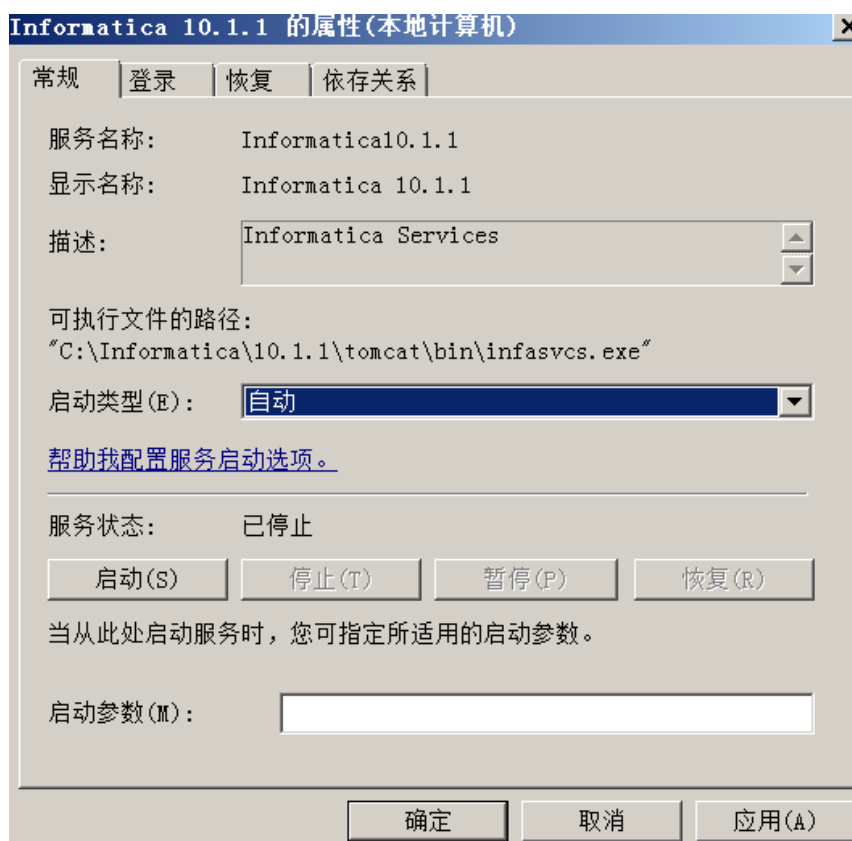 Informatica 10.1.1 的属性(本地计算机)
常规 登录 恢复 依存关系
服务名称: Informatica10.1.1
显示名称: Informatica 10.1.1
描述: Informatica Services
可执行文件的路径:
"C:\Informatica\10.1.1\tomcat\bin\infasvcs.exe"
启动类型(E): 自动
帮助我配置服务启动选项。
服务状态: 已停止
启动(S) 停止(T) 暂停(P) 恢复(R)
当从此处启动服务时，您可指定所适用的启动参数。
启动参数(M):
确定 取消 应用(A)